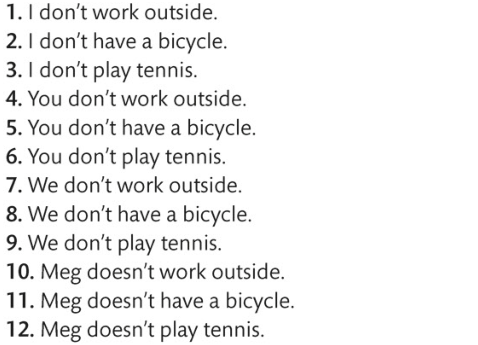 1. I don’t work outside.
2. I don’t have a bicycle.
3. I don’t play tennis.
4. You don’t work outside.
5. You don’t have a bicycle.
6. You don’t play tennis.
7. We don’t work outside.
8. We don’t have a bicycle.
9. We don’t play tennis.
10. Meg doesn’t work outside.
11. Meg doesn’t have a bicycle.
12. Meg doesn’t play tennis.